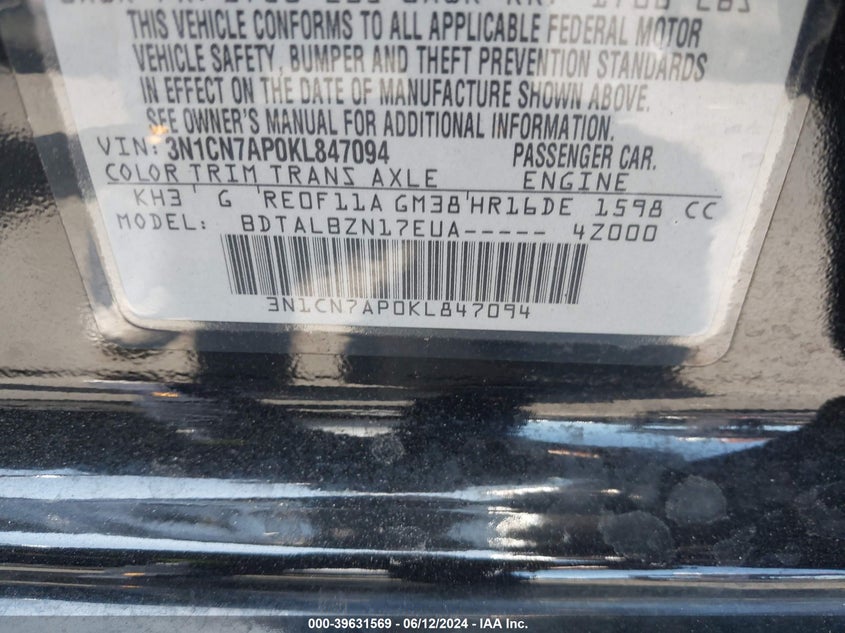 THIS VEHICLE CONFORMS TO ALL APPLICABLE FEDERAL MOTOR
VEHICLE SAFETY, BUMPER AND THEFT PREVENTION STANDARDS
IN EFFECT ON THE DATE OF MANUFACTURE SHOWN ABOVE.
SEE OWNER'S MANUAL FOR ADDITIONAL INFORMATION.
VIN: 3N1CN7AP0KL847094 PASSENGER CAR.
COLOR TRIM TRANS AXLE ENGINE
KH3 G RE0F11A GM38 HR16DE 1598 CC
MODEL: BDTALBZN17EUA----- 4Z000
3N1CN7AP0KL847094
000-39631569 - 06/12/2024 - IAA Inc.